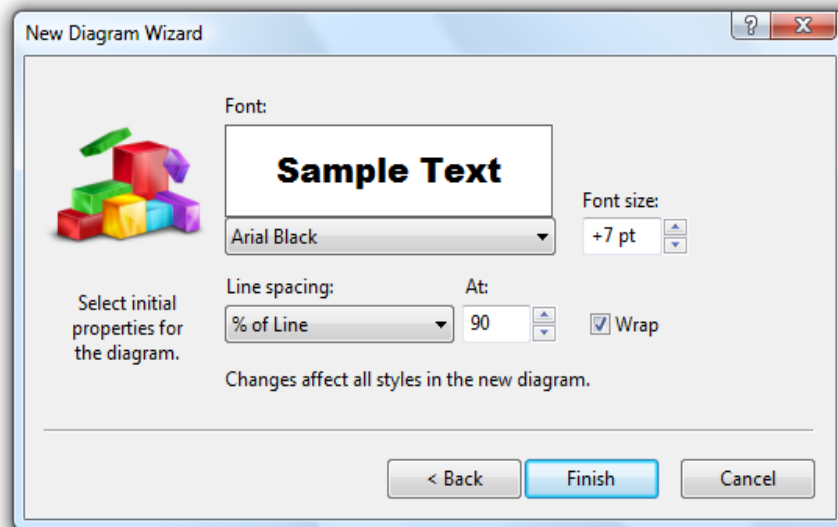 New Diagram Wizard
?
X
Font:
Sample Text
Font size:
Arial Black
+7 pt
Line spacing:
At:
% of Line
90
Wrap
Select initial
properties for
the diagram.
Changes affect all styles in the new diagram.
< Back
Finish
Cancel